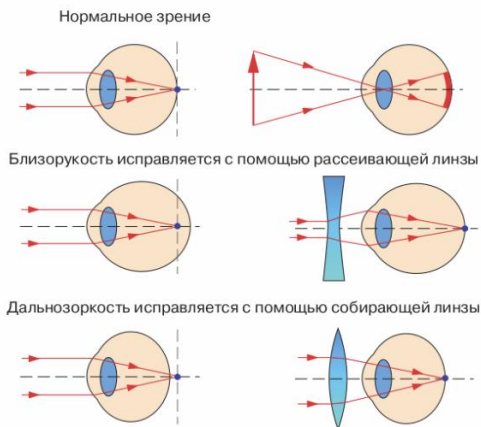 Нормальное зрение
Близорукость исправляется с помощью рассеивающей линзы
Дальнозоркость исправляется с помощью собирающей линзы